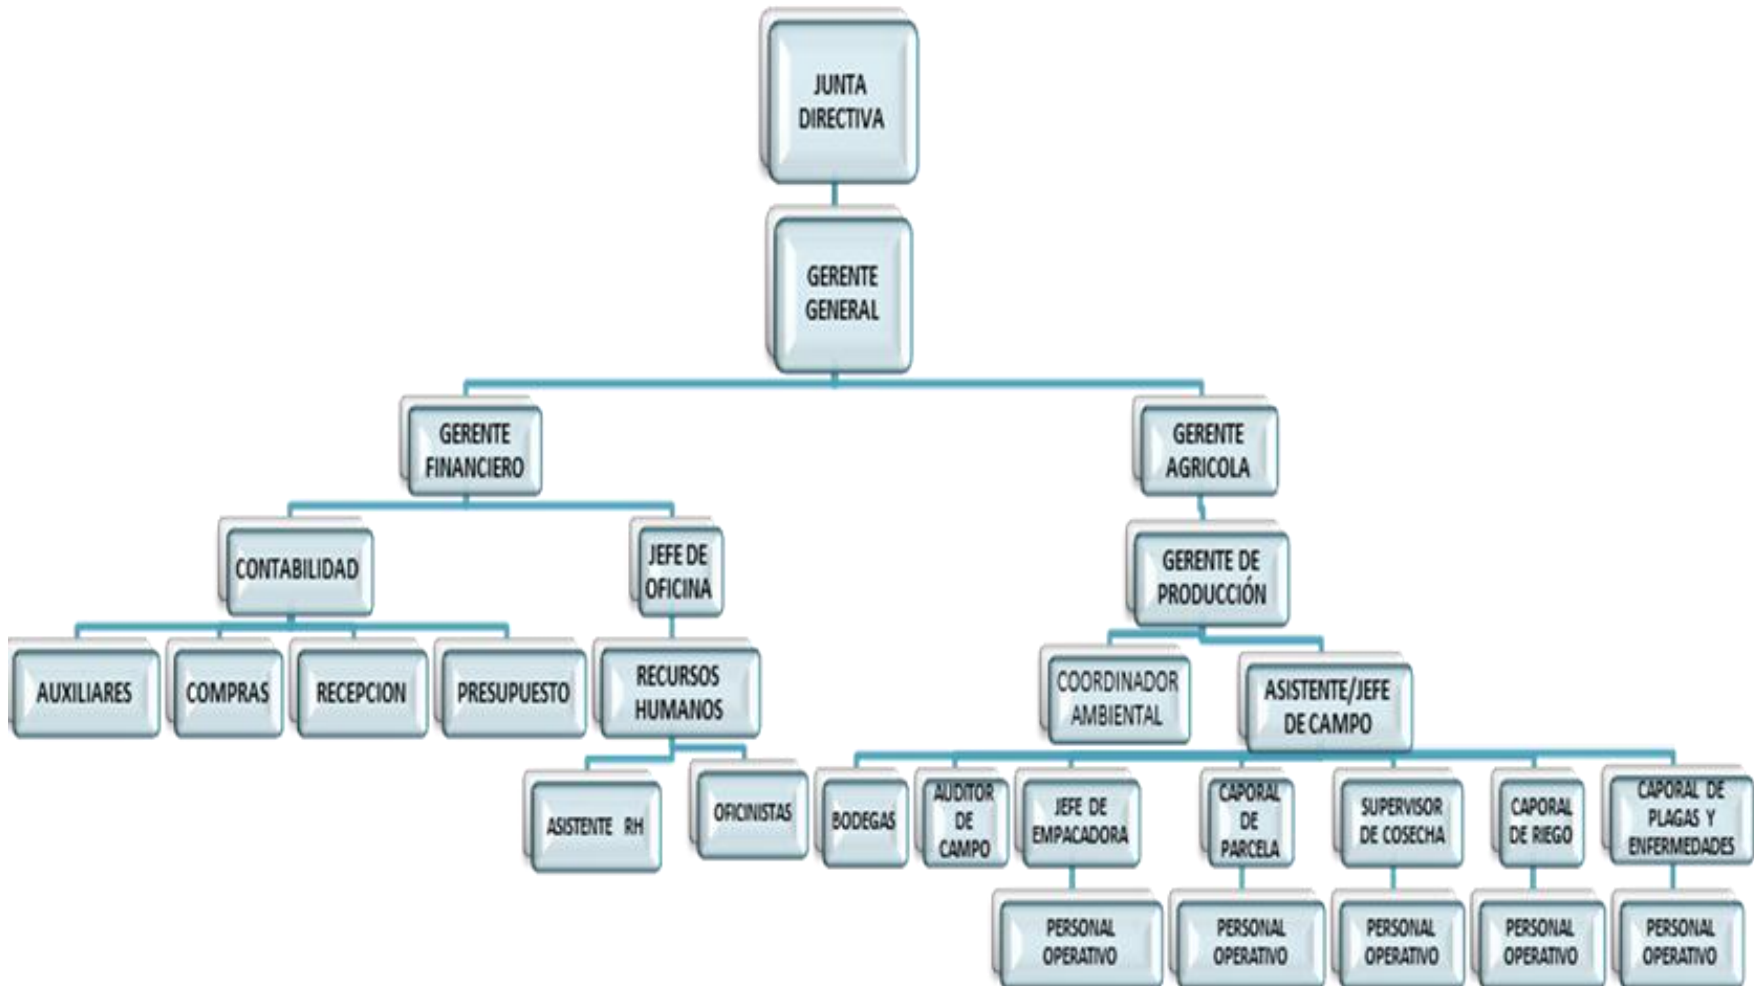 JUNTA
DIRECTIVA
GERENTE
GENERAL
GERENTE
FINANCIERO
GERENTE
AGRICOLA
CONTABILIDAD
JEFE DE
OFICINA
GERENTE DE
PRODUCCIÓN
AUXILIARES
COMPRAS
RECEPCION
PRESUPUESTO
RECURSOS
HUMANOS
COORDINADOR
AMBIENTAL
ASISTENTE/JEFE
DE CAMPO
ASISTENTE RH
OFICINISTAS
BODEGAS
AUDITOR
DE
CAMPO
JEFE DE
EMPACADORA
CAPORAL
DE
PARCELA
SUPERVISOR
DE COSECHA
CAPORAL
DE RIEGO
CAPORAL DE
PLAGAS Y
ENFERMEDADES
PERSONAL
OPERATIVO
PERSONAL
OPERATIVO
PERSONAL
OPERATIVO
PERSONAL
OPERATIVO
PERSONAL
OPERATIVO